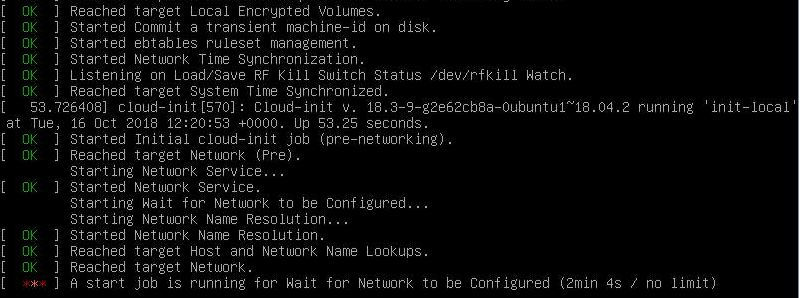 [  OK  ] Reached target Local Encrypted Volumes.
[  OK  ] Started Commit a transient machine-id on disk.
[  OK  ] Started ebtables ruleset management.
[  OK  ] Started Network Time Synchronization.
[  OK  ] Listening on Load/Save RF Kill Switch Status /dev/rfkill Watch.
[  OK  ] Reached target System Time Synchronized.
[   53.726408] cloud-init[570]: Cloud-init v. 18.3-9-g2e62cb8a-0ubuntu1~18.04.2 running 'init-local'
at Tue, 16 Oct 2018 12:20:53 +0000. Up 53.25 seconds.
[  OK  ] Started Initial cloud-init job (pre-networking).
[  OK  ] Reached target Network (Pre).
         Starting Network Service...
[  OK  ] Started Network Service.
         Starting Wait for Network to be Configured...
         Starting Network Name Resolution...
[  OK  ] Started Network Name Resolution.
[  OK  ] Reached target Host and Network Name Lookups.
[  OK  ] Reached target Network.
[  *** ] A start job is running for Wait for Network to be Configured (2min 4s / no limit)